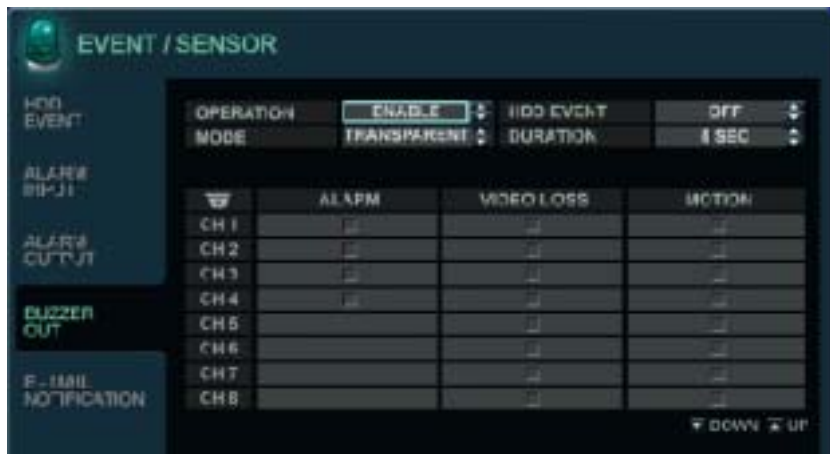 EVENT / SENSOR
HDD EVENT
ALARM INPUT
ALARM OUTPUT
BUZZER OUT
E-MAIL NOTIFICATION
OPERATION ENABLE HDD EVENT OFF
MODE TRANSPARENT DURATION SEC
ALARM VIDEO LOSS MOTION
CH 1
CH 2
CH 3
CH 4
CH 5
CH 6
CH 7
CH 8
DOWN UP